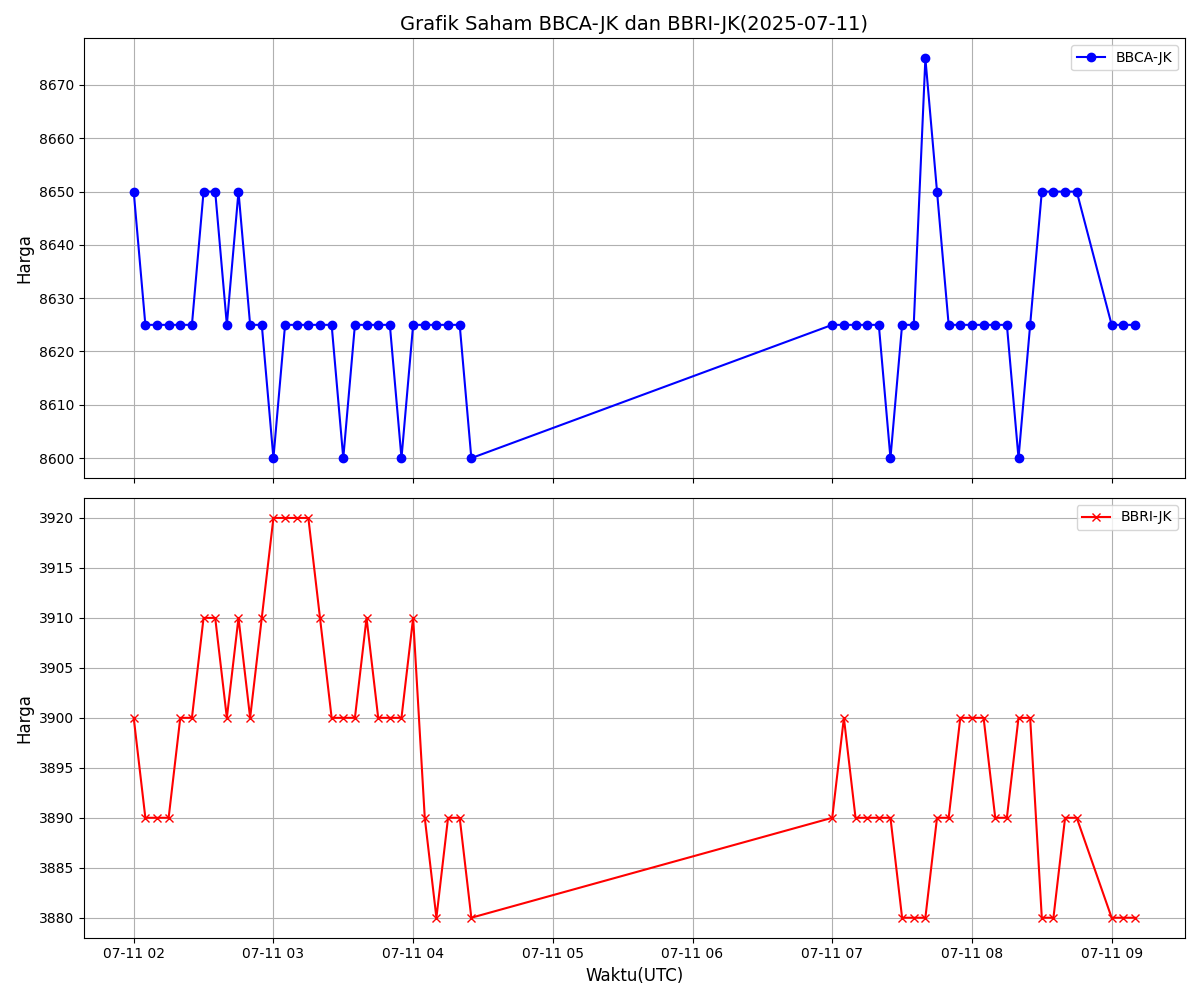 Grafik Saham BBCA-JK dan BBRI-JK(2025-07-11)
BBCA-JK
Harga
8670
8660
8650
8640
8630
8620
8610
8600
BBRI-JK
Harga
3920
3915
3910
3905
3900
3895
3890
3885
3880
07-11 02 07-11 03 07-11 04 07-11 05 07-11 06 07-11 07 07-11 08 07-11 09
Waktu(UTC)